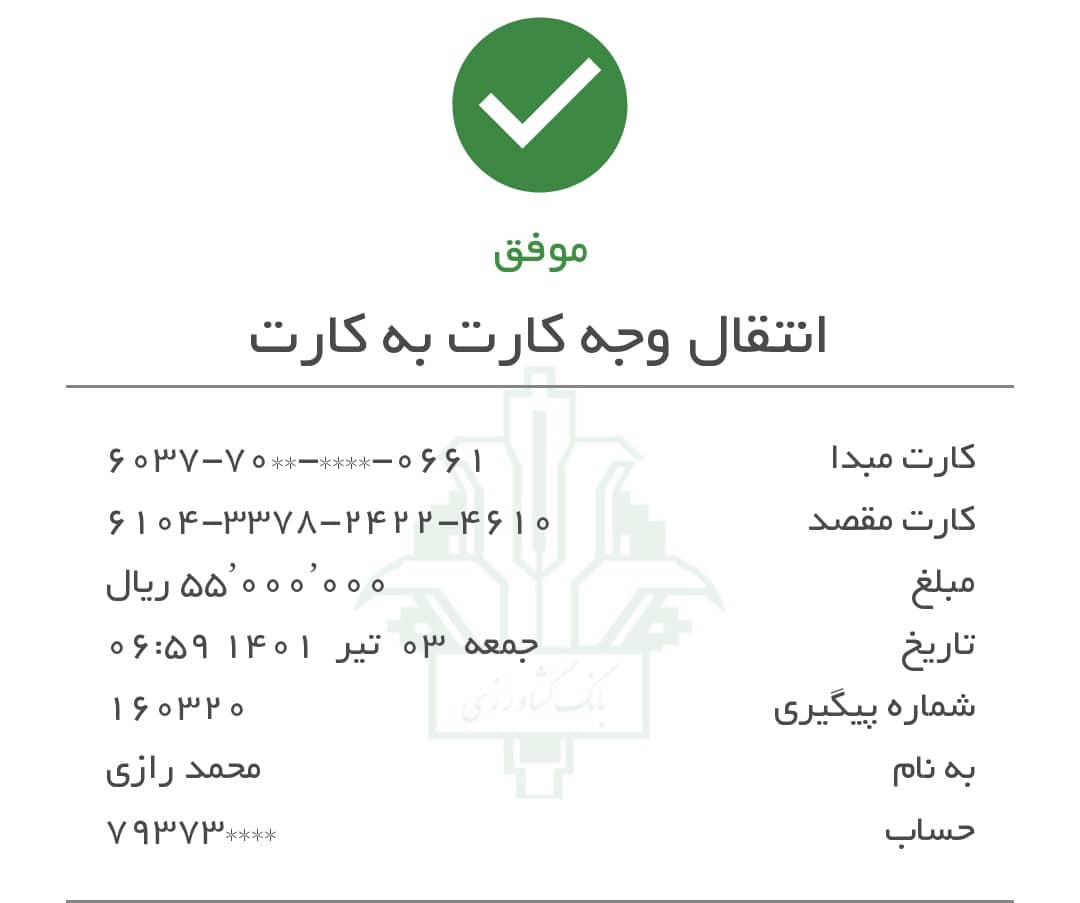 موفق
انتقال وجه کارت به کارت
کارت مبدا ۶۰۳۷-۷۰**-****-۰۶۶۱
کارت مقصد ۶۱۰۴-۳۳۷۸-۲۴۲۲-۴۶۱۰
مبلغ ۵۵٬۰۰۰٬۰۰۰ ریال
تاریخ جمعه ۰۳ تیر ۱۴۰۱ ۰۶:۵۹
شماره پیگیری ۱۶۰۳۲۰
به نام محمد رازی
حساب ۷۹۳۷۳****
بانک کشاورزی